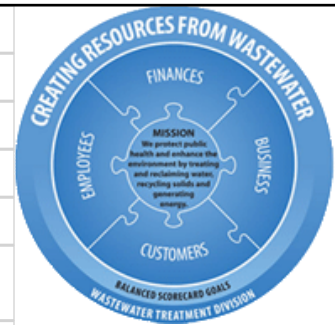 CREATING RESOURCES FROM WASTEWATER
FINANCES
EMPLOYEES
BUSINESS
MISSION
We protect public
health and enhance the
environment by treating
and reclaiming water,
recycling solids and
generating
energy.
CUSTOMERS
BALANCED SCORECARD GOALS
WASTEWATER TREATMENT DIVISION